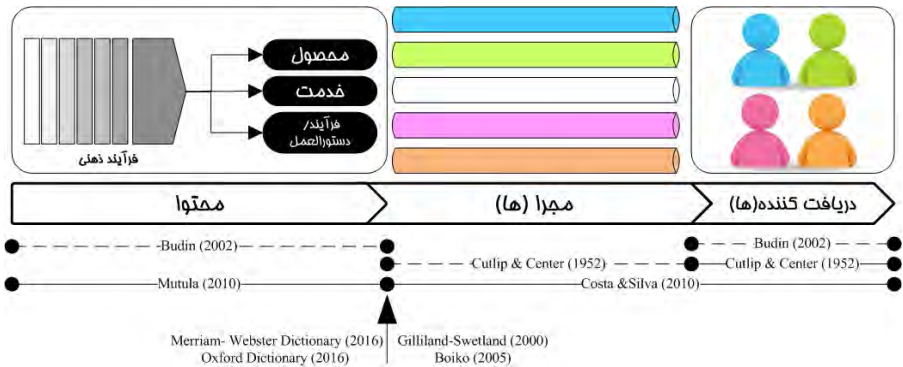 محصول
خدمت
فرآیند/
دستورالعمل
فرآیند ذهنی
محتوا
مجرا (ها)
دریافت کننده(ها)
Budin (2002)
Budin (2002)
Cutlip & Center (1952)
Cutlip & Center (1952)
Mutula (2010)
Costa &Silva (2010)
Merriam- Webster Dictionary (2016)
Gilliland-Swetland (2000)
Oxford Dictionary (2016)
Boiko (2005)